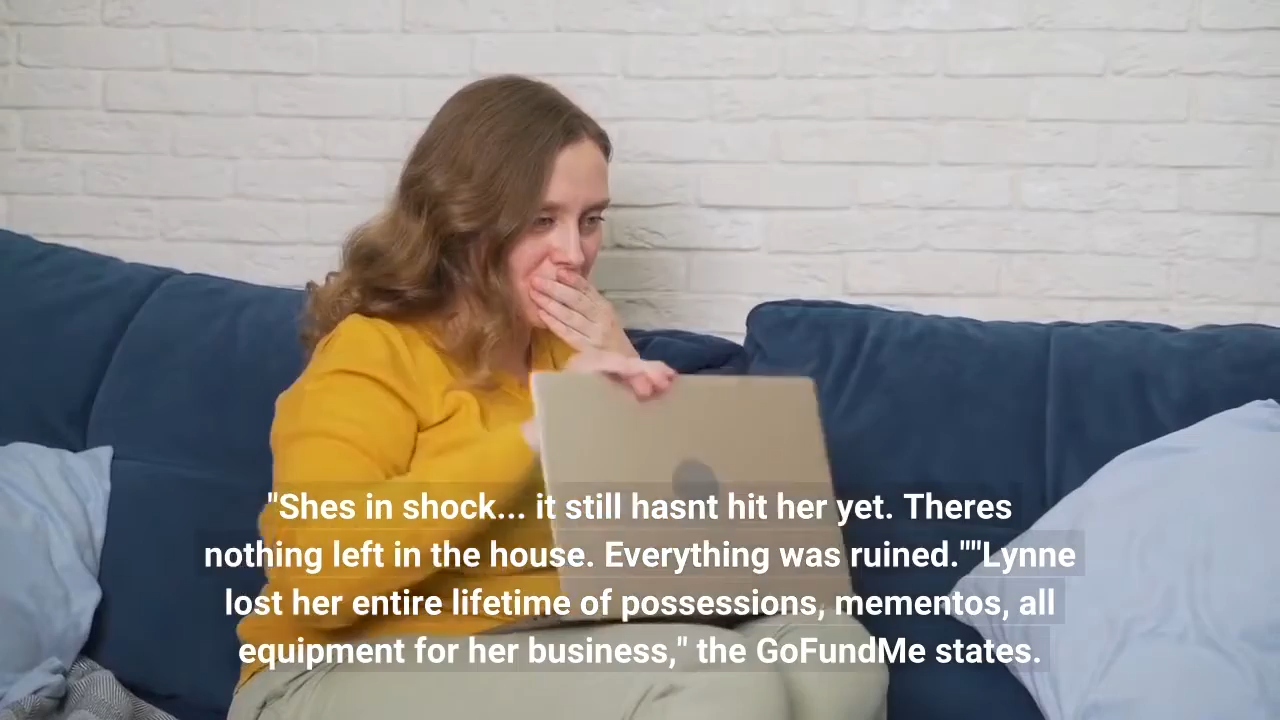 "Shes in shock... it still hasnt hit her yet. Theres
nothing left in the house. Everything was ruined.""Lynne
lost her entire lifetime of possessions, mementos, all
equipment for her business," the GoFundMe states.